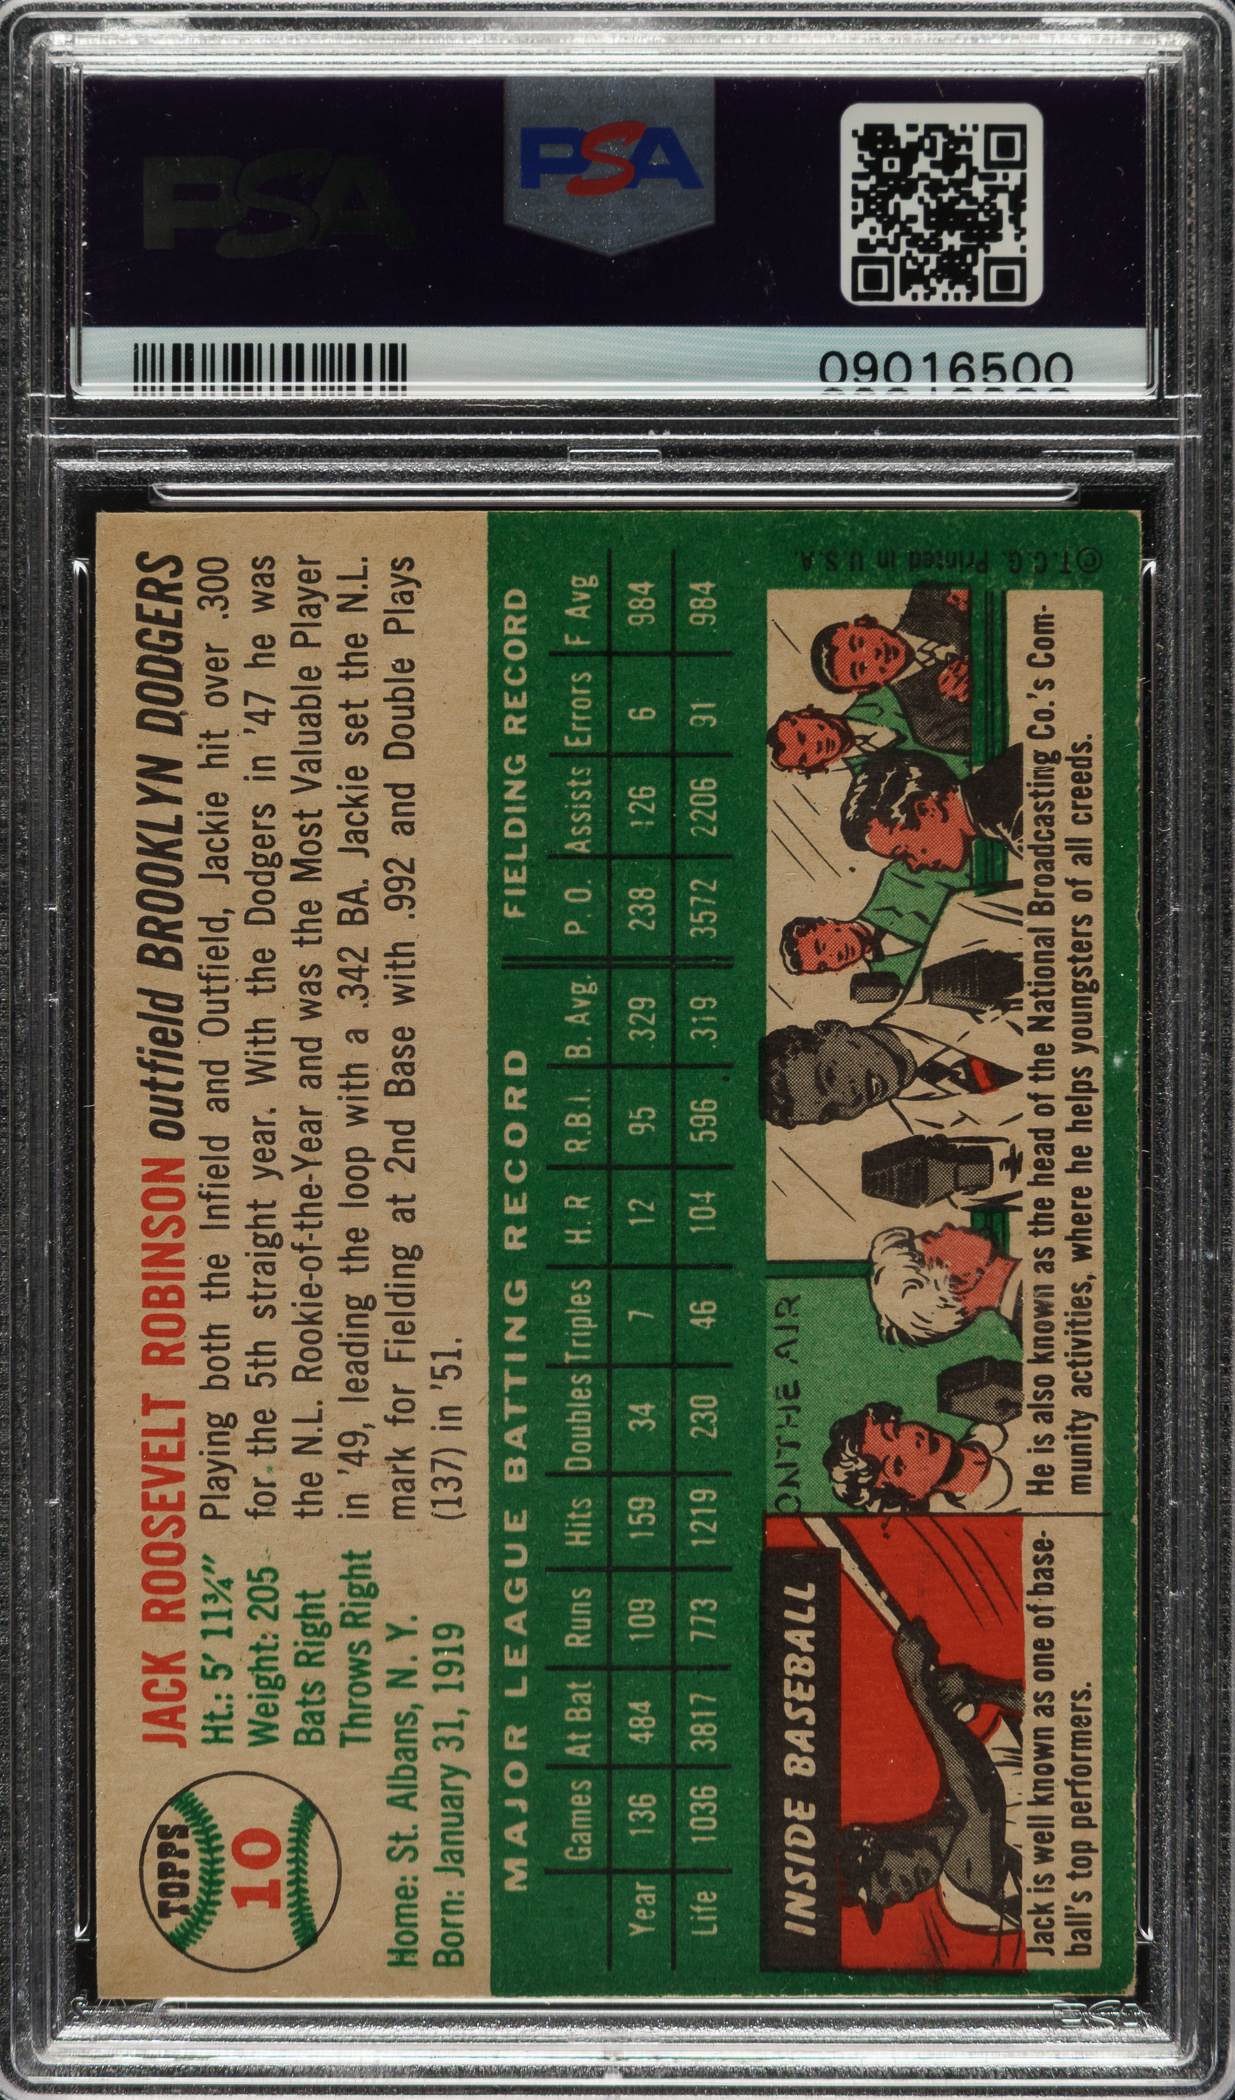 PSA
PSA
09016500
TOPPS
10
JACK ROOSEVELT ROBINSON outfield BROOKLYN DODGERS
Ht.: 5' 11¾"
Weight: 205
Bats Right
Throws Right
Home: St. Albans, N. Y.
Born: January 31, 1919
Playing both the Infield and Outfield, Jackie hit over .300
for the 5th straight year. With the Dodgers in '47 he was
the N.L. Rookie-of-the-Year and was the Most Valuable Player
in '49, leading the loop with a .342 BA. Jackie set the N.L.
mark for Fielding at 2nd Base with .992 and Double Plays
(137) in '51.
MAJOR LEAGUE BATTING RECORD FIELDING RECORD
Games At Bat Runs Hits Doubles Triples H.R R.B.I. B. Avg. P.O. Assists Errors F Avg
Year 136 484 109 159 34 7 12 95 329 238 126 6 984
Life 1036 3817 773 1219 230 46 104 596 .319 3572 2206 91 .984
INSIDE BASEBALL
Jack is well known as one of base-
ball's top performers.
ON THE AIR
He is also known as the head of the National Broadcasting Co.'s Com-
munity activities, where he helps youngsters of all creeds.
©T.C.G. Printed in U.S.A.
PSA